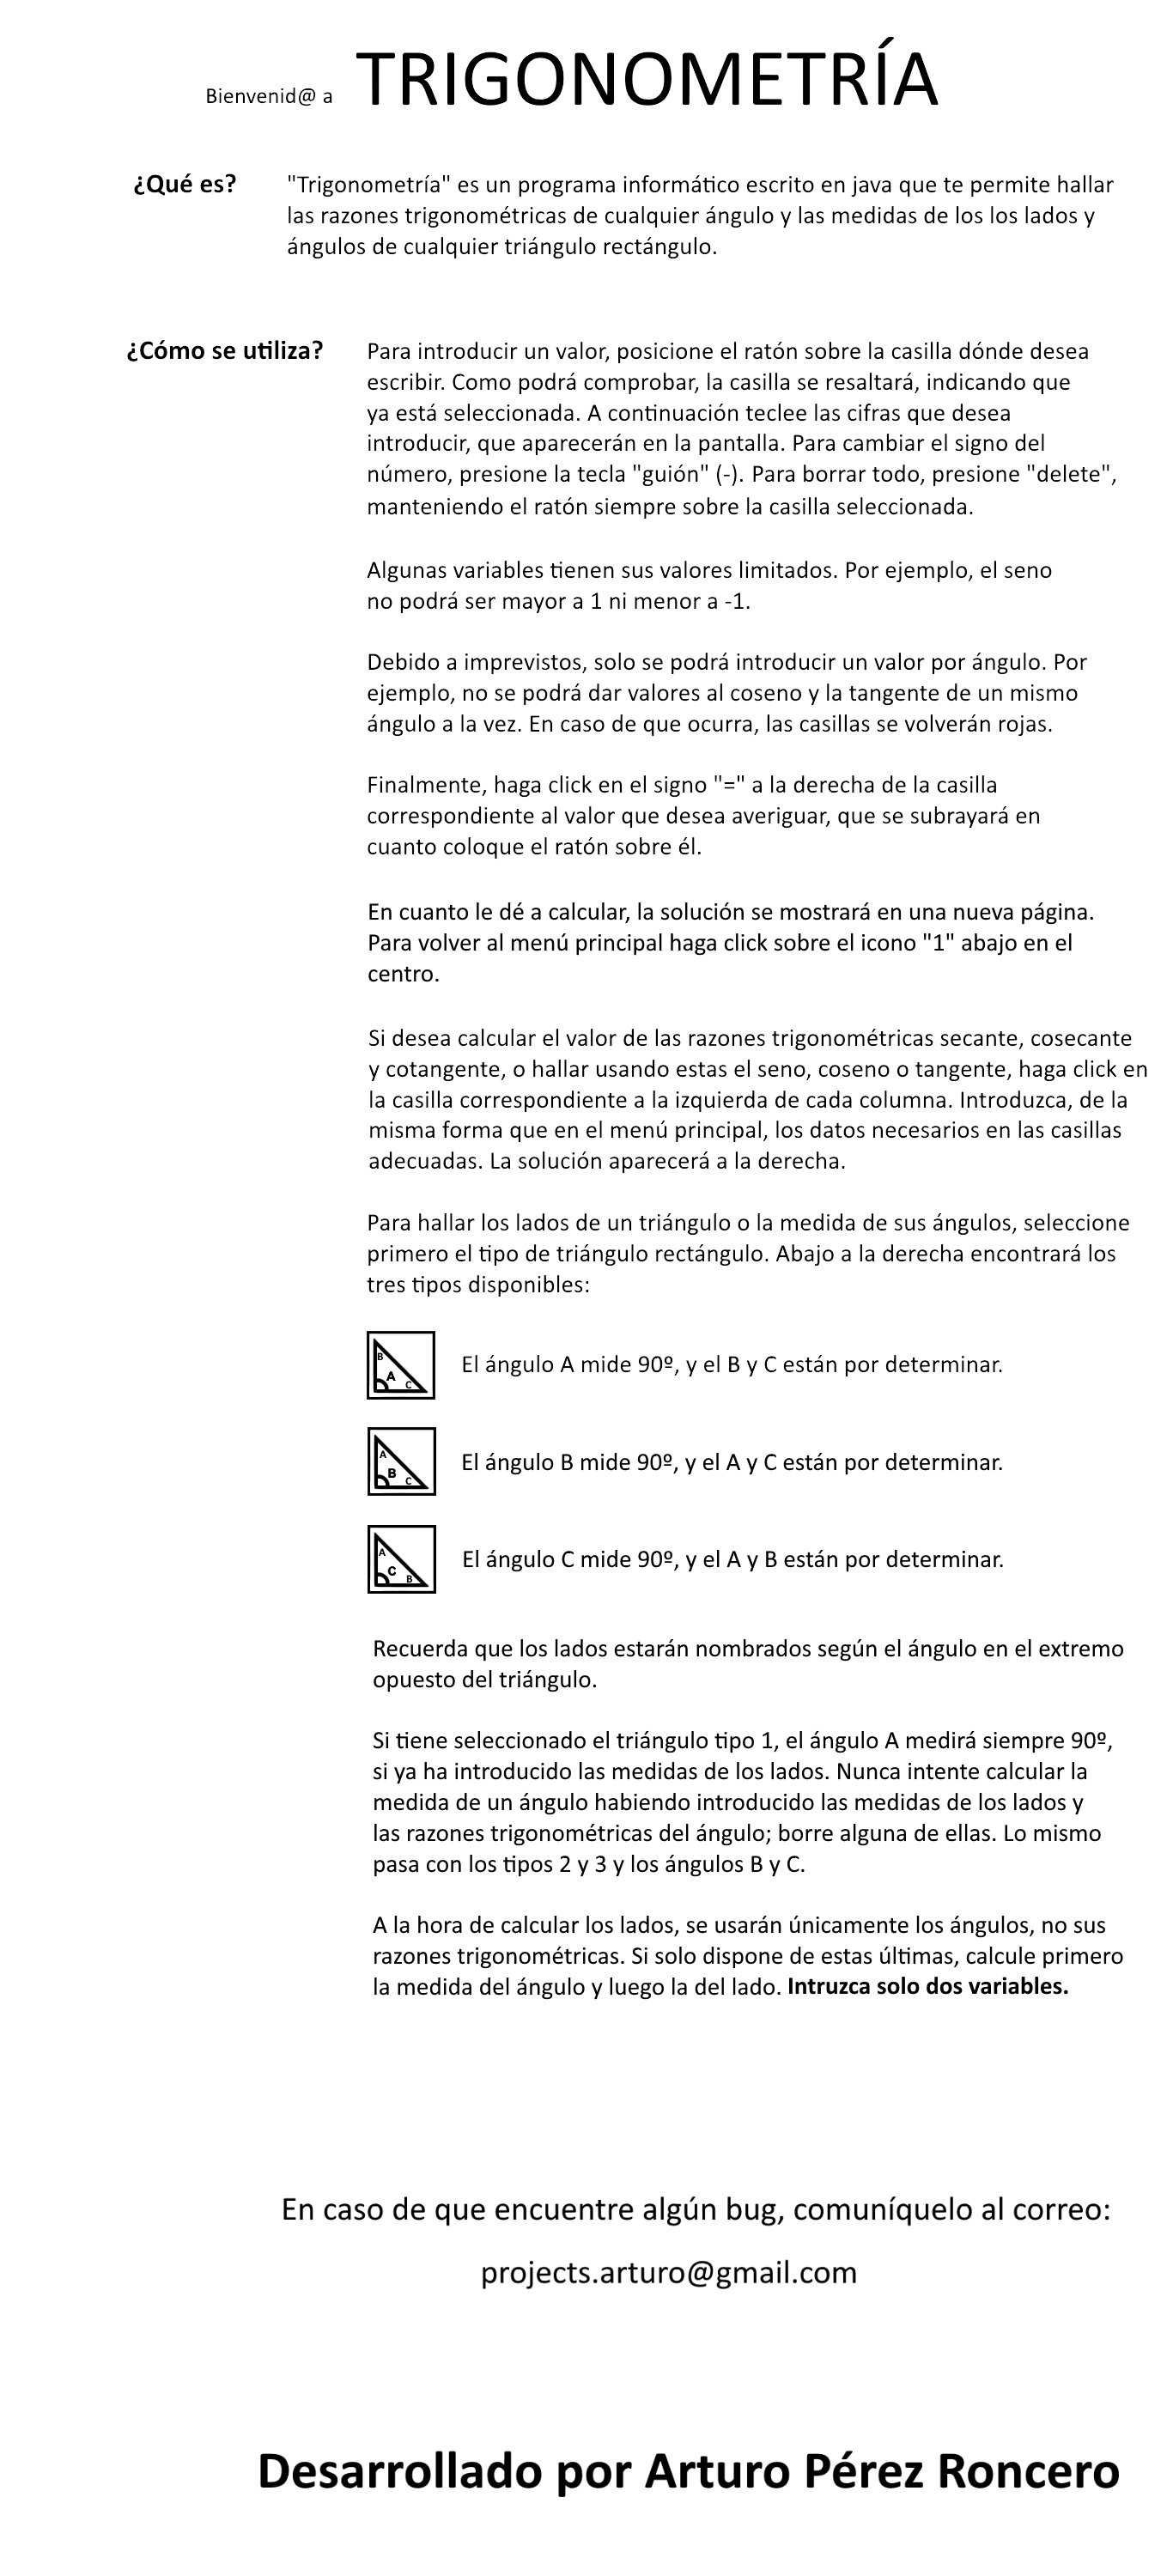 Bienvenid@ a TRIGONOMETRÍA
¿Qué es?
"Trigonometría" es un programa informático escrito en java que te permite hallar
las razones trigonométricas de cualquier ángulo y las medidas de los los lados y
ángulos de cualquier triángulo rectángulo.
¿Cómo se utiliza?
Para introducir un valor, posicione el ratón sobre la casilla dónde desea
escribir. Como podrá comprobar, la casilla se resaltará, indicando que
ya está seleccionada. A continuación teclee las cifras que desea
introducir, que aparecerán en la pantalla. Para cambiar el signo del
número, presione la tecla "guión" (-). Para borrar todo, presione "delete",
manteniendo el ratón siempre sobre la casilla seleccionada.
Algunas variables tienen sus valores limitados. Por ejemplo, el seno
no podrá ser mayor a 1 ni menor a -1.
Debido a imprevistos, solo se podrá introducir un valor por ángulo. Por
ejemplo, no se podrá dar valores al coseno y la tangente de un mismo
ángulo a la vez. En caso de que ocurra, las casillas se volverán rojas.
Finalmente, haga click en el signo "=" a la derecha de la casilla
correspondiente al valor que desea averiguar, que se subrayará en
cuanto coloque el ratón sobre él.
En cuanto le dé a calcular, la solución se mostrará en una nueva página.
Para volver al menú principal haga click sobre el icono "1" abajo en el
centro.
Si desea calcular el valor de las razones trigonométricas secante, cosecante
y cotangente, o hallar usando estas el seno, coseno o tangente, haga click en
la casilla correspondiente a la izquierda de cada columna. Introduzca, de la
misma forma que en el menú principal, los datos necesarios en las casillas
adecuadas. La solución aparecerá a la derecha.
Para hallar los lados de un triángulo o la medida de sus ángulos, seleccione
primero el tipo de triángulo rectángulo. Abajo a la derecha encontrará los
tres tipos disponibles:
B
A C
El ángulo A mide 90º, y el B y C están por determinar.
A
B C
El ángulo B mide 90º, y el A y C están por determinar.
A
C B
El ángulo C mide 90º, y el A y B están por determinar.
Recuerda que los lados estarán nombrados según el ángulo en el extremo
opuesto del triángulo.
Si tiene seleccionado el triángulo tipo 1, el ángulo A medirá siempre 90º,
si ya ha introducido las medidas de los lados. Nunca intente calcular la
medida de un ángulo habiendo introducido las medidas de los lados y
las razones trigonométricas del ángulo; borre alguna de ellas. Lo mismo
pasa con los tipos 2 y 3 y los ángulos B y C.
A la hora de calcular los lados, se usarán únicamente los ángulos, no sus
razones trigonométricas. Si solo dispone de estas últimas, calcule primero
la medida del ángulo y luego la del lado. Intruzca solo dos variables.
En caso de que encuentre algún bug, comuníquelo al correo:
projects.arturo@gmail.com
Desarrollado por Arturo Pérez Roncero